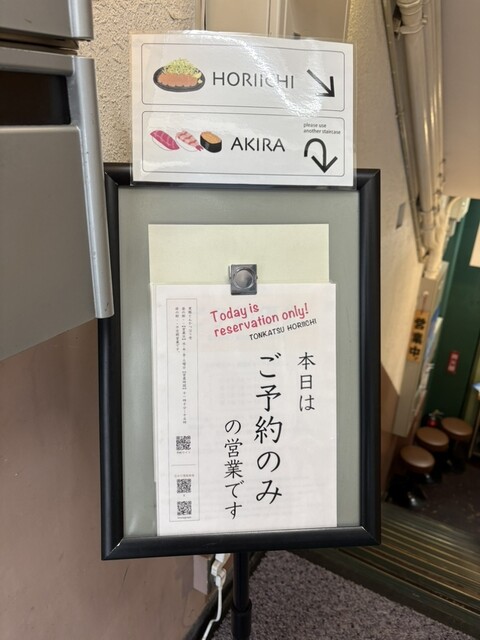 HORIICHI
please use
another staircase
AKIRA
Today is
reservation only!
TONKATSU HORIICHI
本日は
ご予約のみ
の営業です
営業中